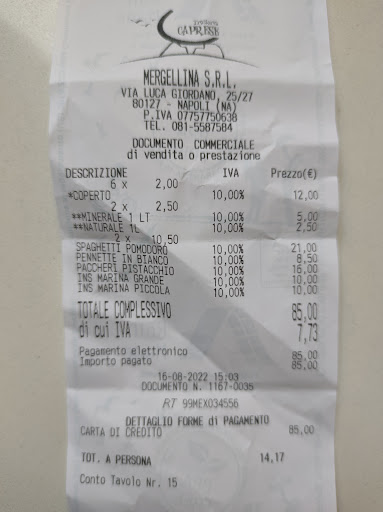 CAPRESE
MERGELLINA S.R.L.
VIA LUCA GIORDANO, 25/27
80127 - NAPOLI (NA)
P.IVA 07757750638
TEL. 081-5587584
DOCUMENTO COMMERCIALE
di vendita o prestazione
DESCRIZIONE IVA Prezzo(€)
6 x 2,00
*COPERTO 10,00% 12,00
2 x 2,50
**MINERALE 1 LT 10,00% 5,00
**NATURALE 1L 10,00% 2,50
2 x 10,50
SPAGHETTI POMODORO 10,00% 21,00
PENNETTE IN BIANCO 10,00% 8,50
PACCHERI PISTACCHIO 10,00% 16,00
INS MARINA GRANDE 10,00% 10,00
INS MARINA PICCOLA 10,00% 10,00
TOTALE COMPLESSIVO 85,00
di cui IVA 7,73
Pagamento elettronico 85,00
Importo pagato 85,00
16-08-2022 15:03
DOCUMENTO N. 1167-0035
RT 99MEX034556
DETTAGLIO FORME di PAGAMENTO
CARTA DI CREDITO 85,00
TOT. A PERSONA 14,17
Conto Tavolo Nr. 15